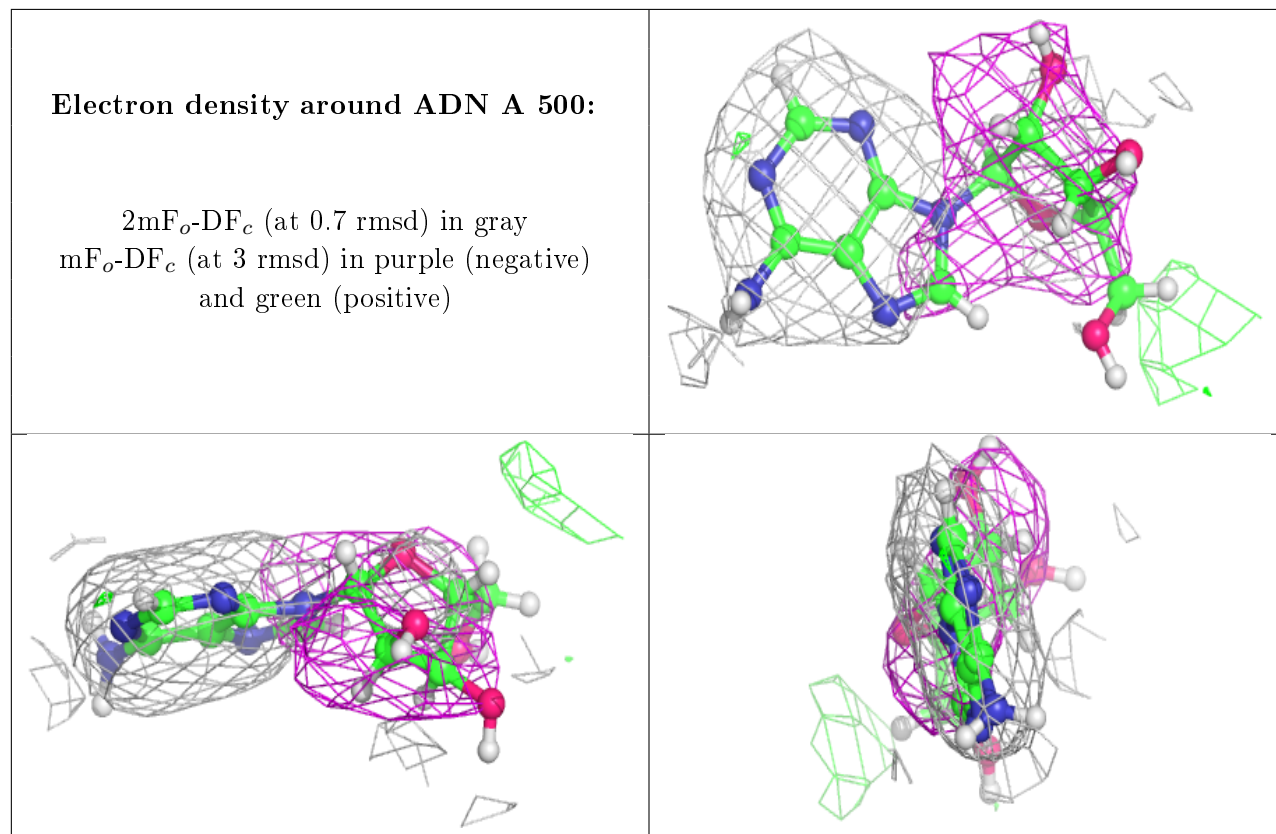 Electron density around ADN A 500:
2mFₒ-DF𝒸 (at 0.7 rmsd) in gray
mFₒ-DF𝒸 (at 3 rmsd) in purple (negative)
and green (positive)